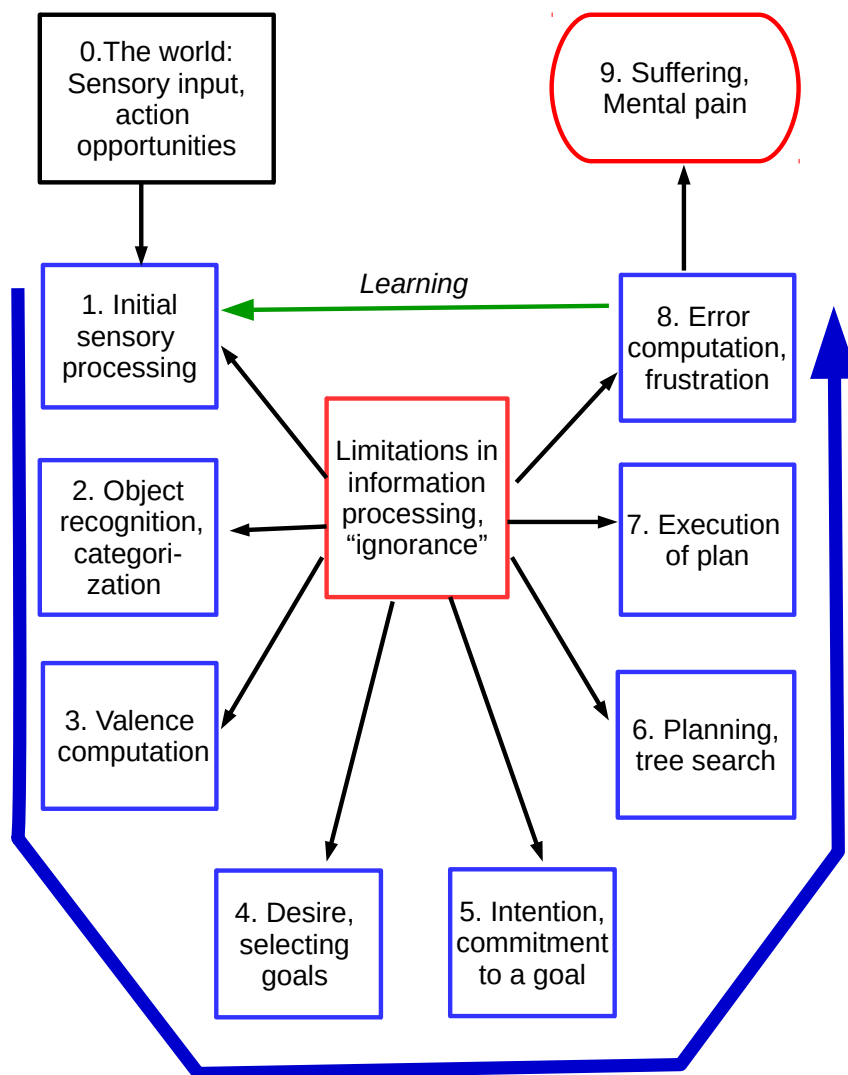 0.The world:
Sensory input,
action
opportunities
9. Suffering,
Mental pain
Learning
1. Initial
sensory
processing
8. Error
computation,
frustration
Limitations in
information
processing,
“ignorance”
2. Object
recognition,
categori-
zation
7. Execution
of plan
3. Valence
computation
6. Planning,
tree search
4. Desire,
selecting
goals
5. Intention,
commitment
to a goal